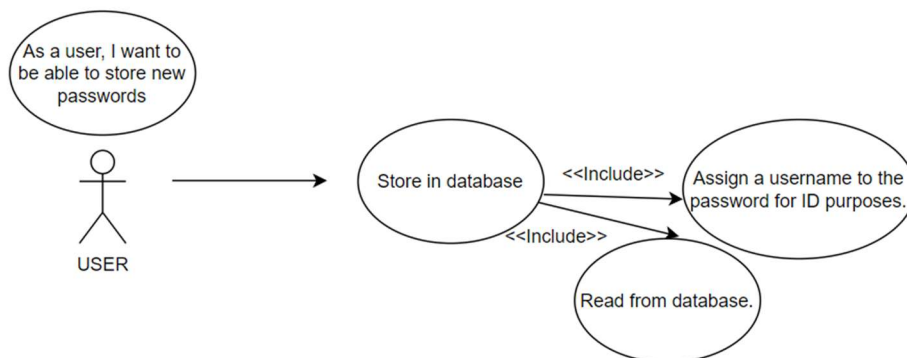 As a user, I want to
be able to store new
passwords
USER
Store in database
<<Include>>
<<Include>>
Assign a username to the
password for ID purposes.
Read from database.